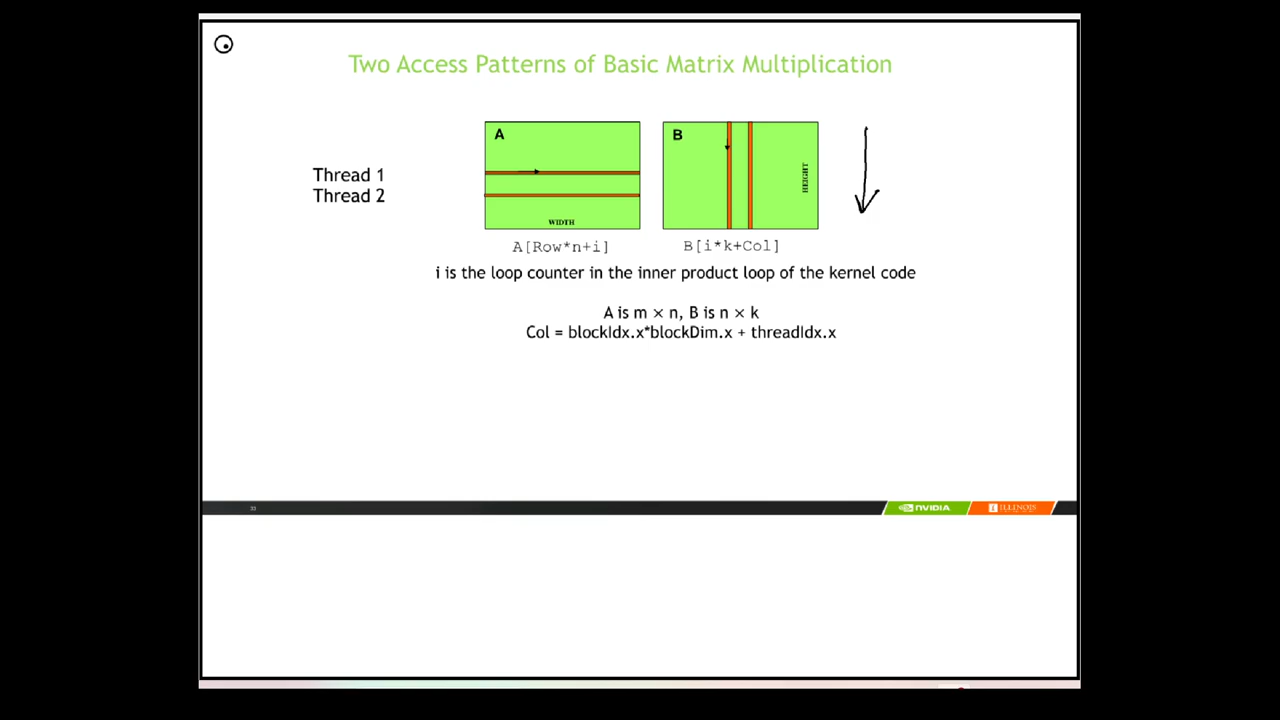 Two Access Patterns of Basic Matrix Multiplication
A
B
Thread 1
Thread 2
HEIGHT
WIDTH
A[Row*n+i]
B[i*k+Col]
i is the loop counter in the inner product loop of the kernel code
A is m × n, B is n × k
Col = blockIdx.x*blockDim.x + threadIdx.x
NVIDIA
ILLINOIS